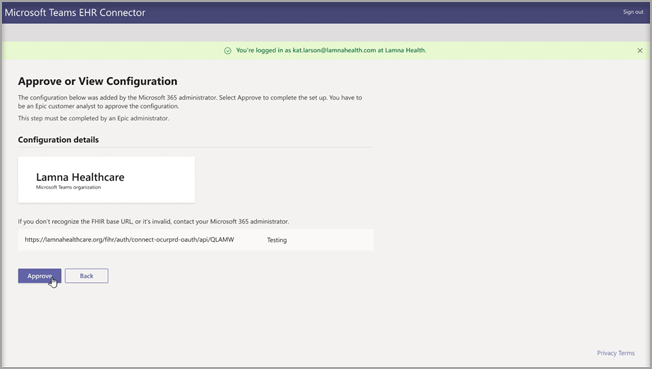 Microsoft Teams EHR Connector
Sign out
You're logged in as kat.larson@lamnahealth.com at Lamna Health.
Approve or View Configuration
The configuration below was added by the Microsoft 365 administrator. Select Approve to complete the set up. You have to
be an Epic customer analyst to approve the configuration.
This step must be completed by an Epic administrator.
Configuration details
Lamna Healthcare
Microsoft Teams organization
If you don't recognize the FHIR base URL, or it's invalid, contact your Microsoft 365 administrator.
https://lamnahealthcare.org/fihr/auth/connect-ocurprd-oauth/api/QLAMW Testing
Approve Back
Privacy Terms